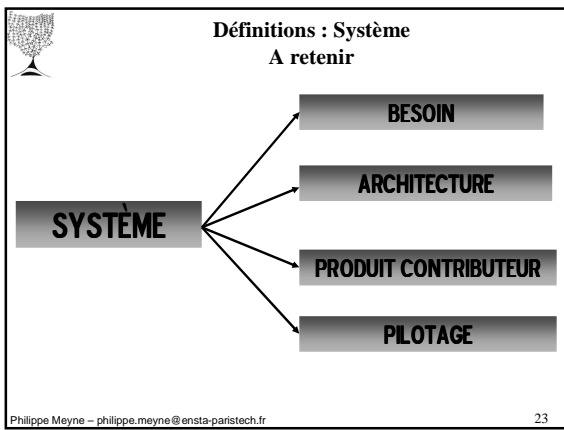 Définitions : Système
A retenir
BESOIN
ARCHITECTURE
SYSTÈME
PRODUIT CONTRIBUTEUR
PILOTAGE
Philippe Meyne – philippe.meyne@ensta-paristech.fr 23